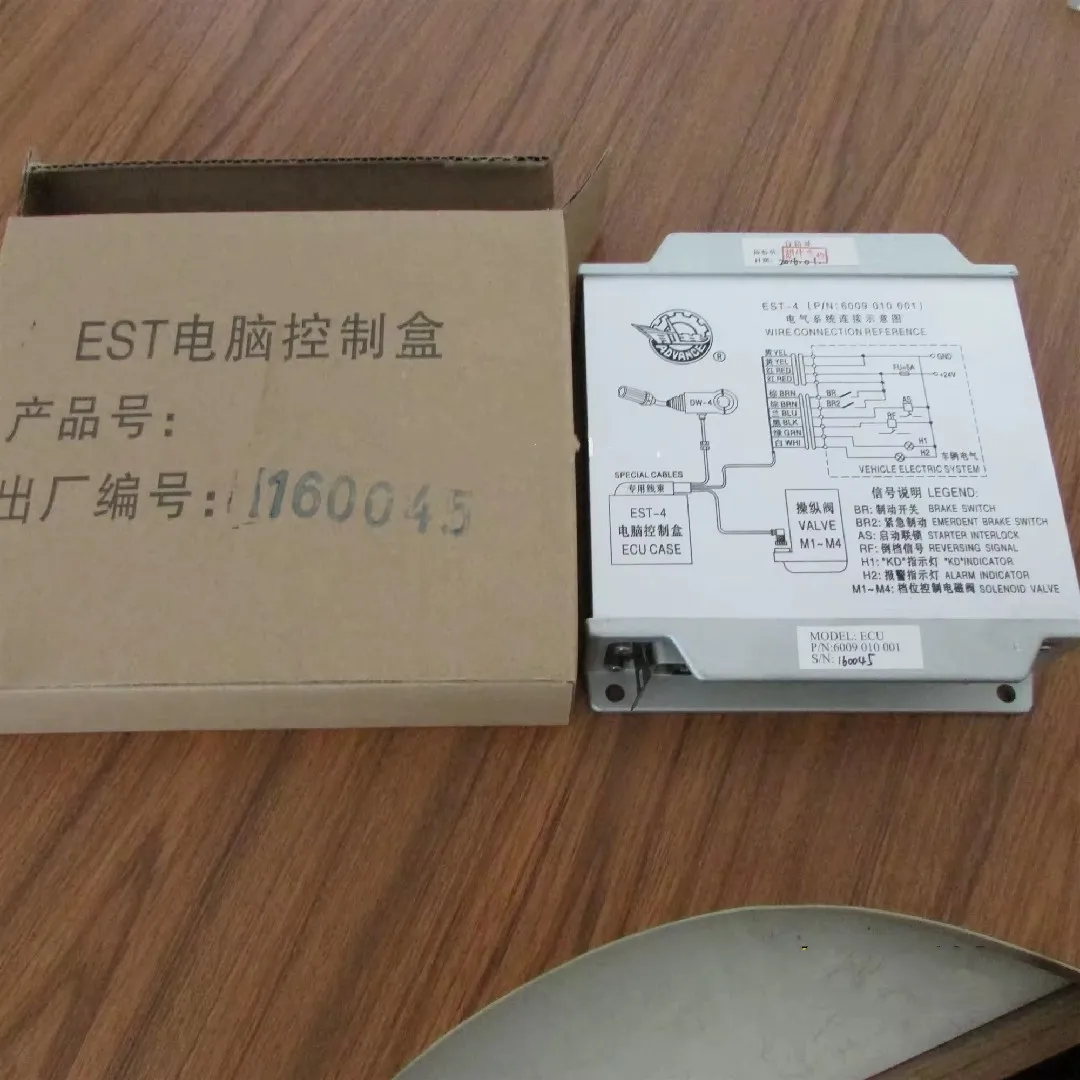 EST电脑控制盒
产品号:
出厂编号: 1160045
2016.01.
EST-4 (P/N:6009 010 001)
电气系统连接示意图
WIRE CONNECTION REFERENCE
ADVANCE
®
黄 YEL
黄 YEL
红 RED
红 RED
棕 BRN
棕 BRN
兰 BLU
黑 BLK
绿 GRN
白 WHI
GND
FU=5A
+24V
BR
BR2
AS
RF
H1
H2
车辆电气
VEHICLE ELECTRIC SYSTEM
DW-4
SPECIAL CABLES
专用线束
EST-4
电脑控制盒
ECU CASE
操纵阀
VALVE
M1~M4
信号说明 LEGEND:
BR: 制动开关 BRAKE SWITCH
BR2: 紧急制动 EMERDENT BRAKE SWITCH
AS: 启动联锁 STARTER INTERLOCK
RF: 倒档信号 REVERSING SIGNAL
H1: "KD"指示灯 "KD"INDICATOR
H2: 报警指示灯 ALARM INDICATOR
M1~M4: 档位控制电磁阀 SOLENOID VALVE
MODEL: ECU
P/N:6009 010 001
S/N: 160045